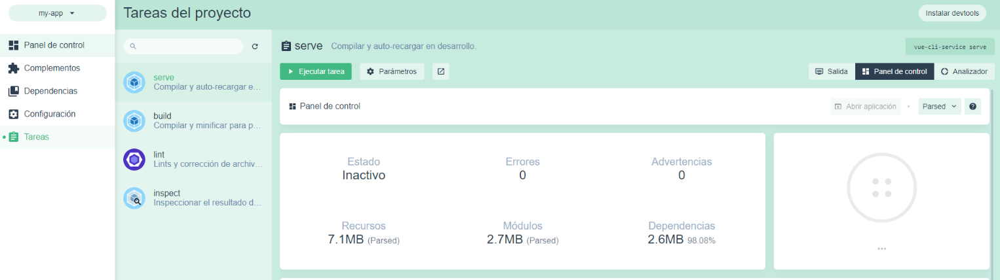 my-app
Panel de control
Complementos
Dependencias
Configuración
Tareas
Tareas del proyecto
Instalar devtools
serve
Compilar y auto-recargar e...
build
Compilar y minificar para p...
lint
Lints y corrección de archiv...
inspect
Inspeccionar el resultado d...
serve Compilar y auto-recargar en desarrollo.
vue-cli-service serve
Ejecutar tarea Parámetros
Salida Panel de control Analizador
Panel de control
Abrir aplicación Parsed ?
Estado Errores Advertencias
Inactivo 0 0
Recursos Módulos Dependencias
7.1MB (Parsed) 2.7MB (Parsed) 2.6MB 98.08%